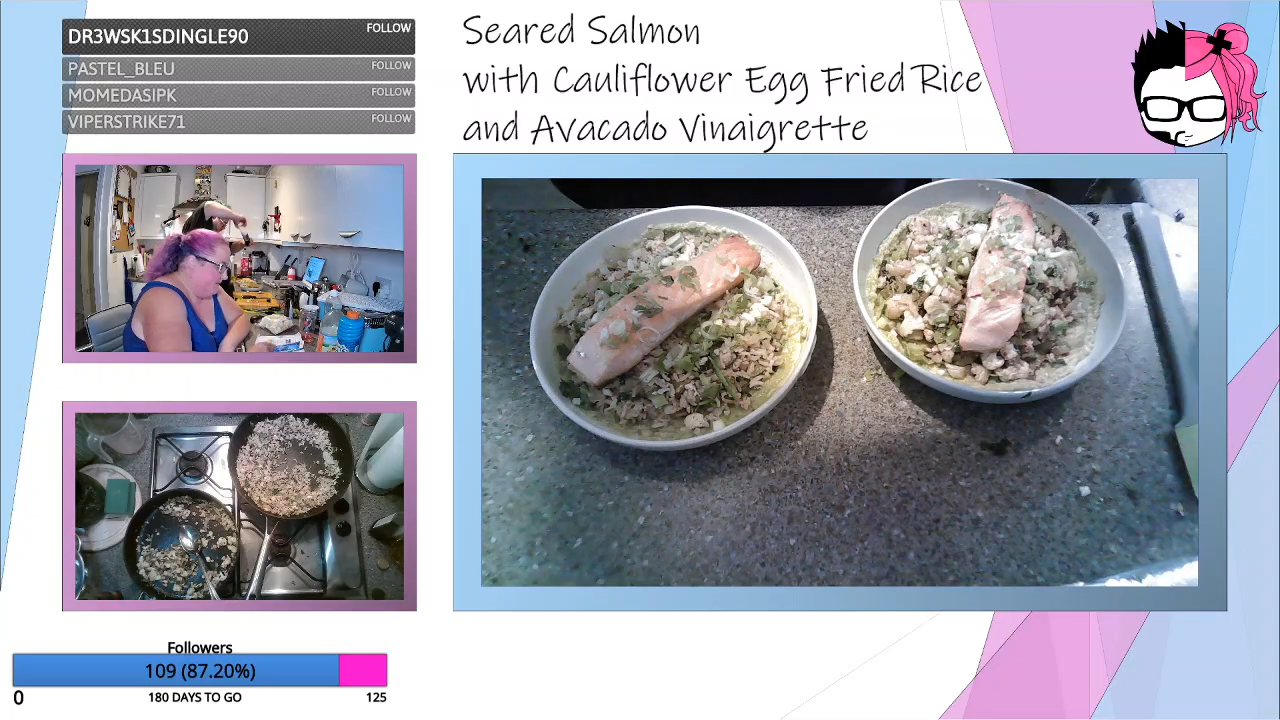 DR3WSK1SDINGLE90 FOLLOW
PASTEL_BLEU FOLLOW
MOMEDASIPK FOLLOW
VIPERSTRIKE71 FOLLOW
Seared Salmon
with Cauliflower Egg Fried Rice
and Avacado Vinaigrette
Followers
109 (87.20%)
0 180 DAYS TO GO 125